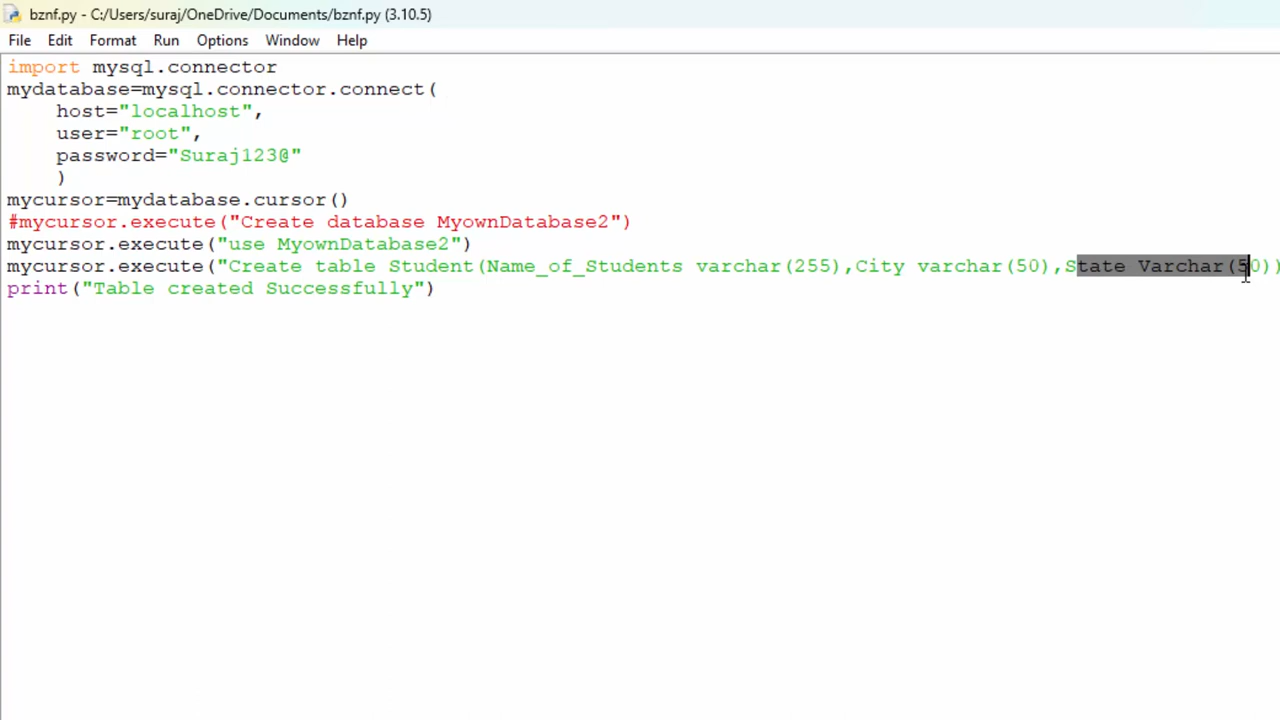 bznf.py - C:/Users/suraj/OneDrive/Documents/bznf.py (3.10.5)
File Edit Format Run Options Window Help
import mysql.connector
mydatabase=mysql.connector.connect(
    host="localhost",
    user="root",
    password="Suraj123@"
    )
mycursor=mydatabase.cursor()
#mycursor.execute("Create database MyownDatabase2")
mycursor.execute("use MyownDatabase2")
mycursor.execute("Create table Student(Name_of_Students varchar(255),City varchar(50),State Varchar(50))
print("Table created Successfully")